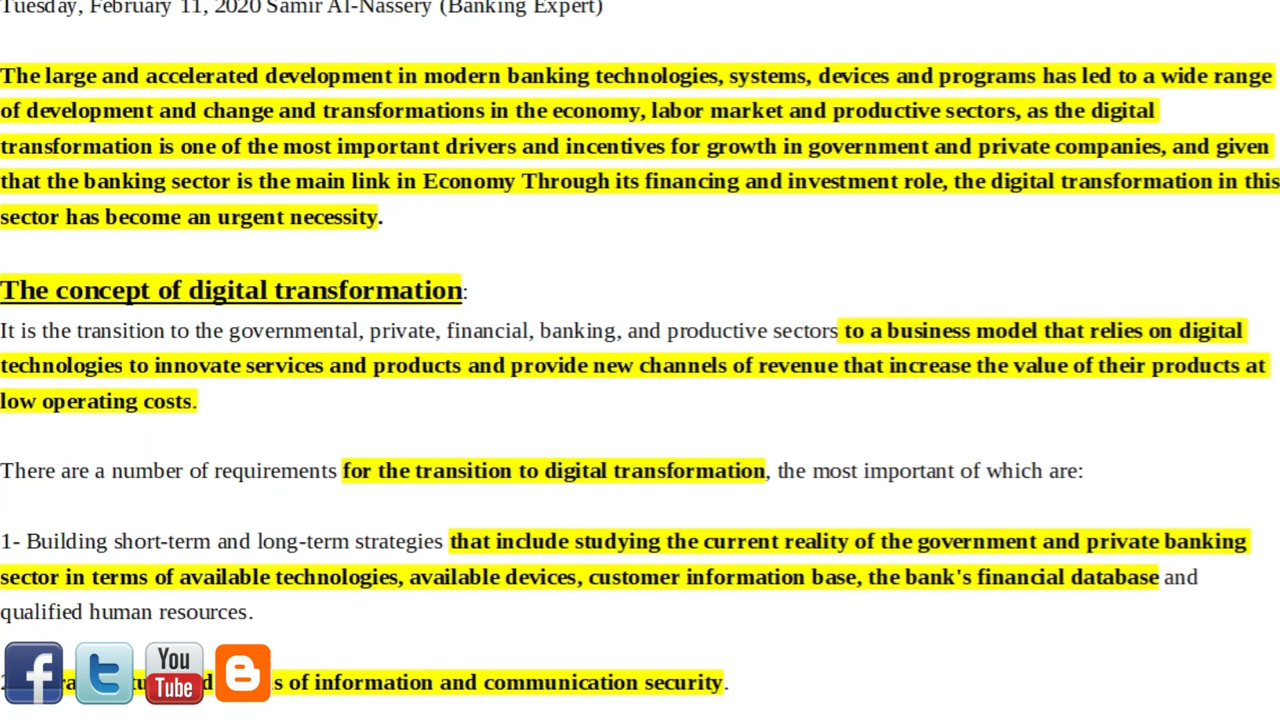 Tuesday, February 11, 2020 Samir Al-Nassery (Banking Expert)
The large and accelerated development in modern banking technologies, systems, devices and programs has led to a wide range
of development and change and transformations in the economy, labor market and productive sectors, as the digital
transformation is one of the most important drivers and incentives for growth in government and private companies, and given
that the banking sector is the main link in Economy Through its financing and investment role, the digital transformation in this
sector has become an urgent necessity.
The concept of digital transformation:
It is the transition to the governmental, private, financial, banking, and productive sectors to a business model that relies on digital
technologies to innovate services and products and provide new channels of revenue that increase the value of their products at
low operating costs.
There are a number of requirements for the transition to digital transformation, the most important of which are:
1- Building short-term and long-term strategies that include studying the current reality of the government and private banking
sector in terms of available technologies, available devices, customer information base, the bank's financial database and
qualified human resources.
of information and communication security.
You
Tube